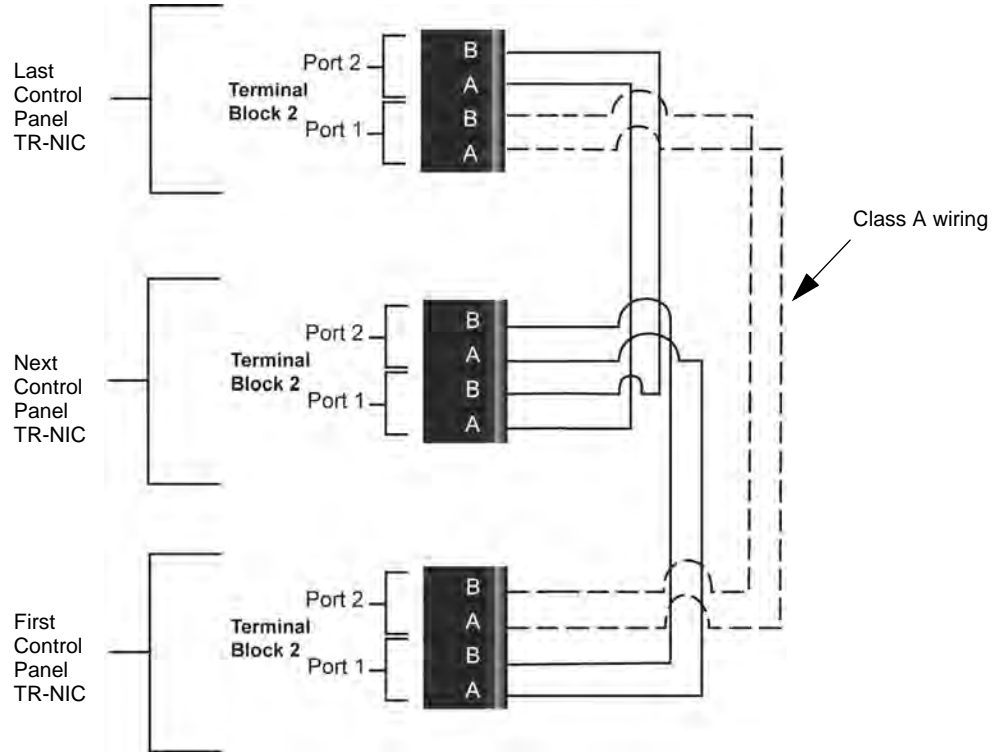 Last
Control
Panel
TR-NIC
Terminal
Block 2
Port 2
Port 1
B
A
B
A
Class A wiring
Next
Control
Panel
TR-NIC
Terminal
Block 2
Port 2
Port 1
B
A
B
A
First
Control
Panel
TR-NIC
Terminal
Block 2
Port 2
Port 1
B
A
B
A